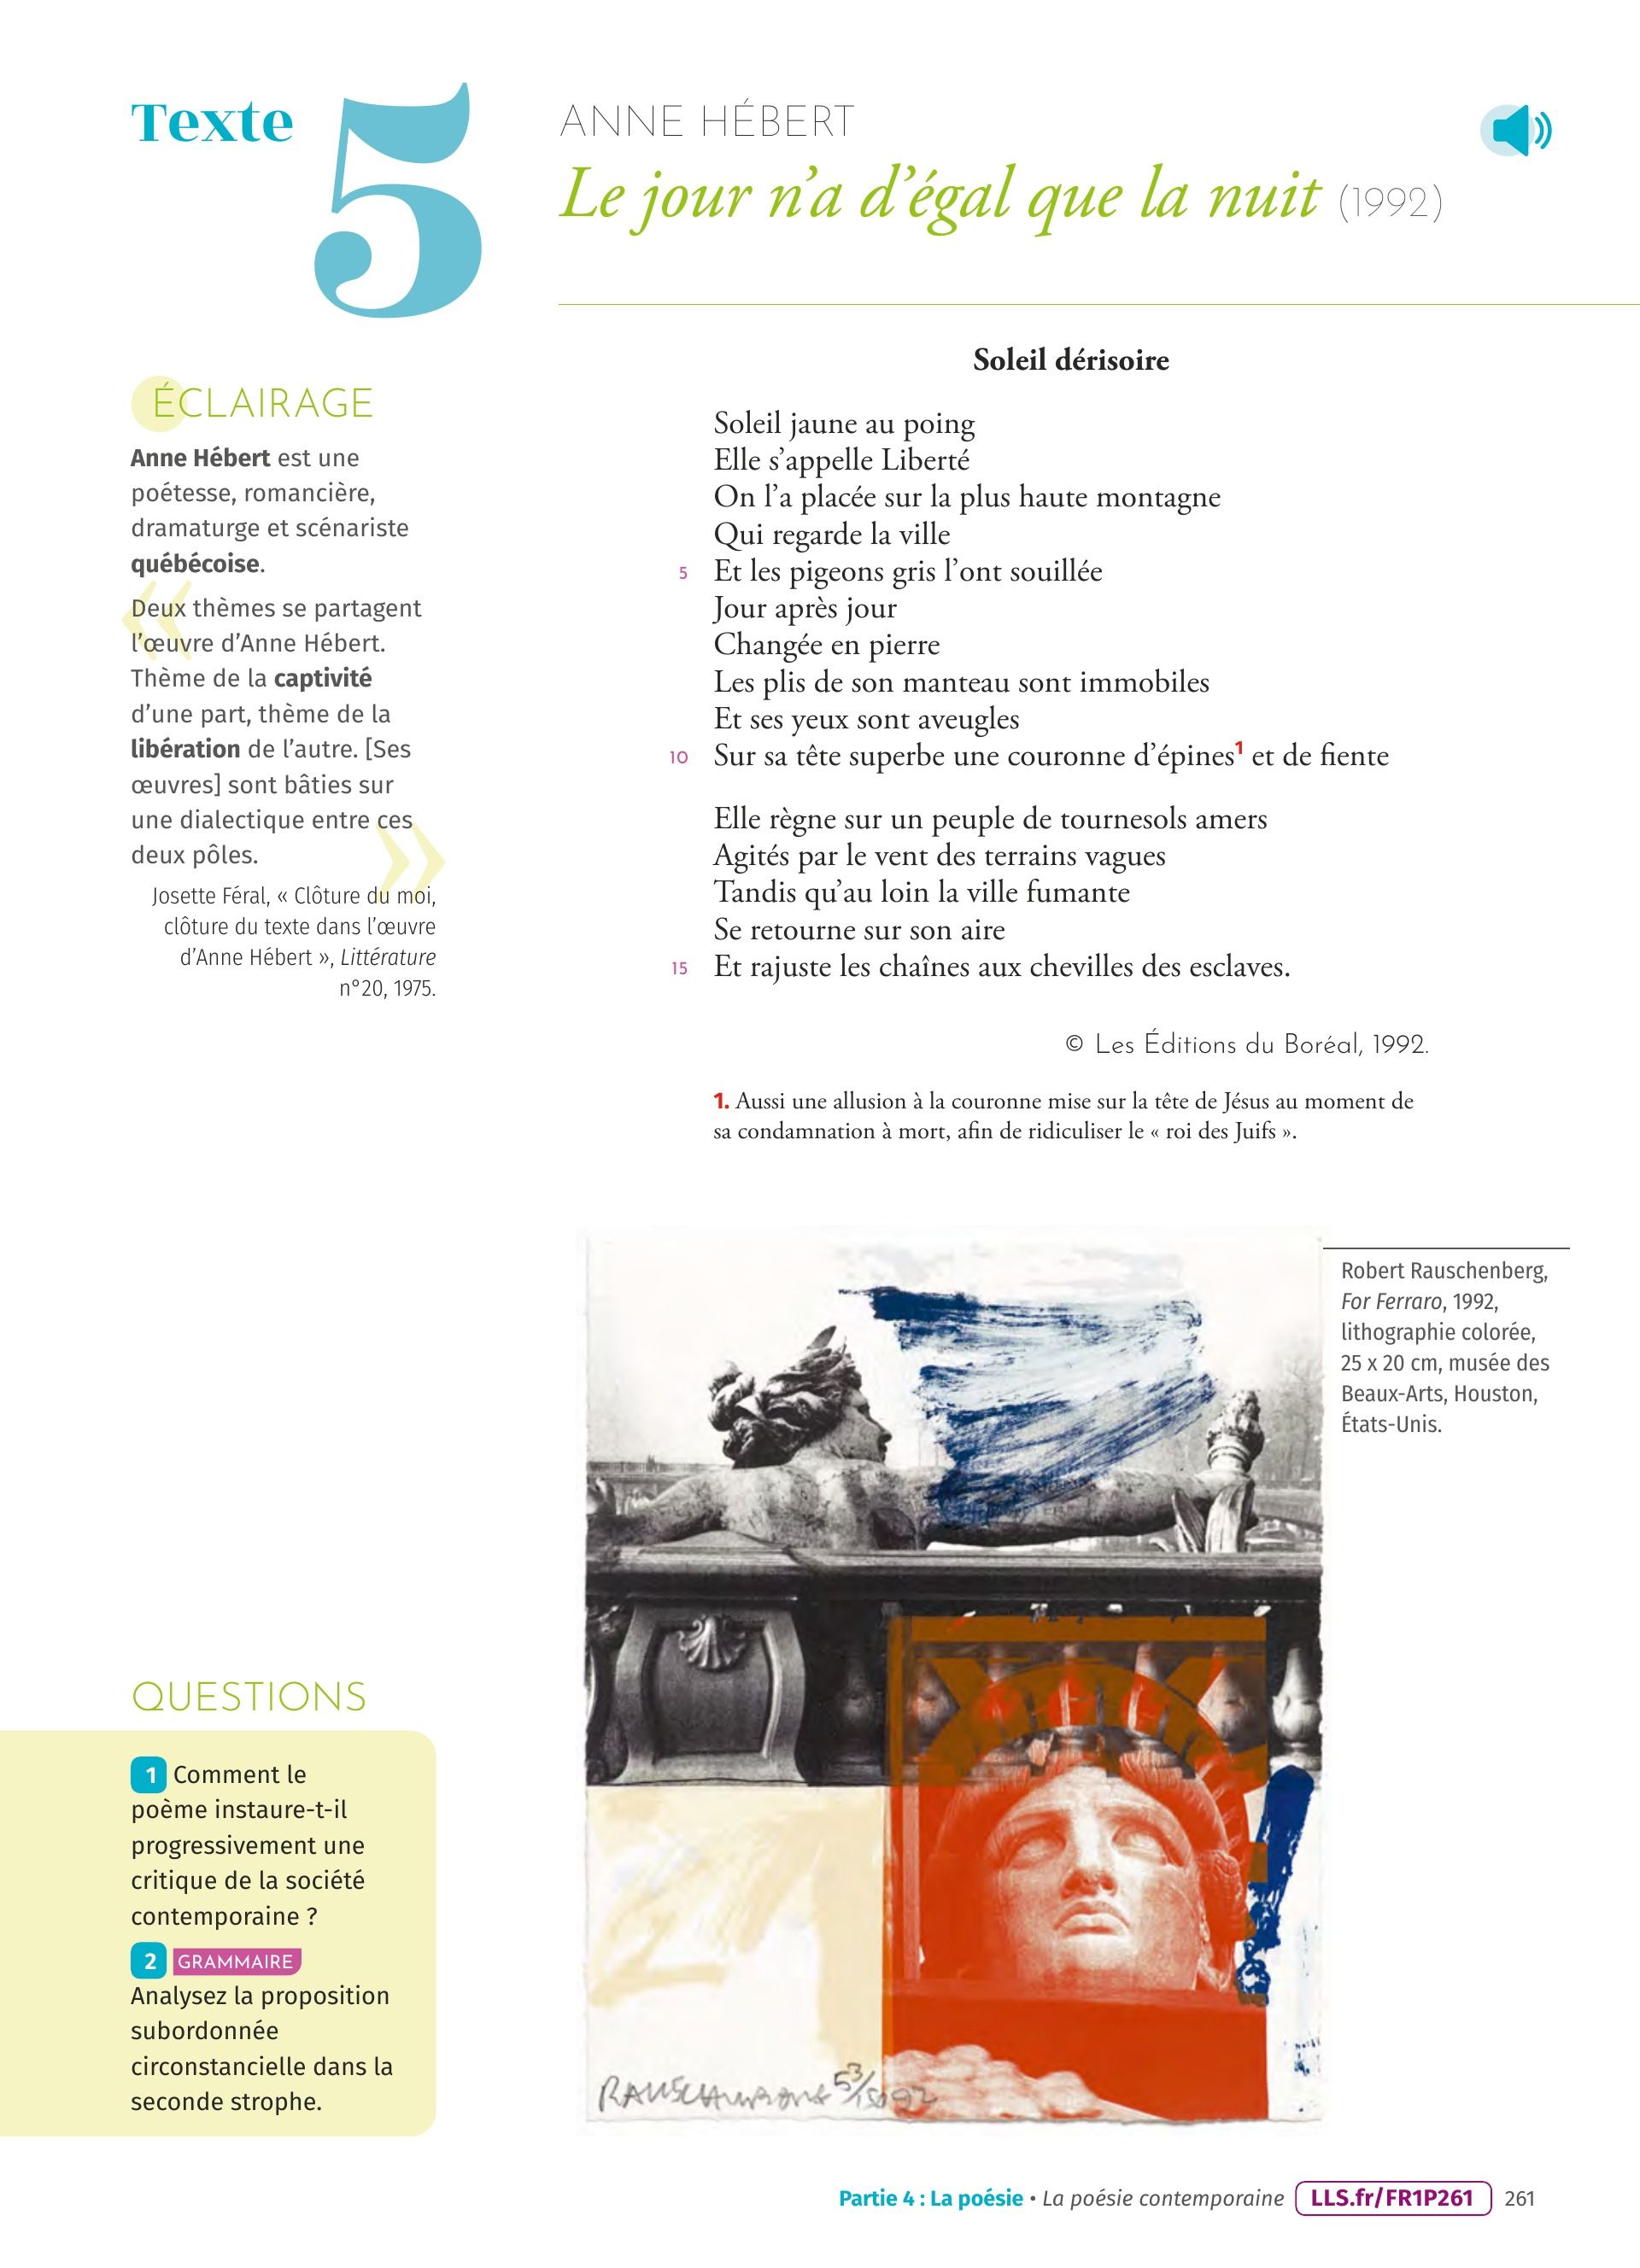 Texte 5
ANNE HÉBERT
Le jour n’a d’égal que la nuit (1992)
ÉCLAIRAGE
Anne Hébert est une
poétesse, romancière,
dramaturge et scénariste
québécoise.
«
Deux thèmes se partagent
l’œuvre d’Anne Hébert.
Thème de la captivité
d’une part, thème de la
libération de l’autre. [Ses
œuvres] sont bâties sur
une dialectique entre ces
deux pôles.
»
Josette Féral, « Clôture du moi,
clôture du texte dans l’œuvre
d’Anne Hébert », Littérature
n°20, 1975.
Soleil dérisoire
Soleil jaune au poing
Elle s’appelle Liberté
On l’a placée sur la plus haute montagne
Qui regarde la ville
5 Et les pigeons gris l’ont souillée
Jour après jour
Changée en pierre
Les plis de son manteau sont immobiles
Et ses yeux sont aveugles
10 Sur sa tête superbe une couronne d’épines1 et de fiente
Elle règne sur un peuple de tournesols amers
Agités par le vent des terrains vagues
Tandis qu’au loin la ville fumante
Se retourne sur son aire
15 Et rajuste les chaînes aux chevilles des esclaves.
© Les Éditions du Boréal, 1992.
1. Aussi une allusion à la couronne mise sur la tête de Jésus au moment de
sa condamnation à mort, afin de ridiculiser le « roi des Juifs ».
Robert Rauschenberg,
For Ferraro, 1992,
lithographie colorée,
25 x 20 cm, musée des
Beaux-Arts, Houston,
États-Unis.
QUESTIONS
1 Comment le
poème instaure-t-il
progressivement une
critique de la société
contemporaine ?
2 GRAMMAIRE
Analysez la proposition
subordonnée
circonstancielle dans la
seconde strophe.
Partie 4 : La poésie • La poésie contemporaine LLS.fr/FR1P261 261